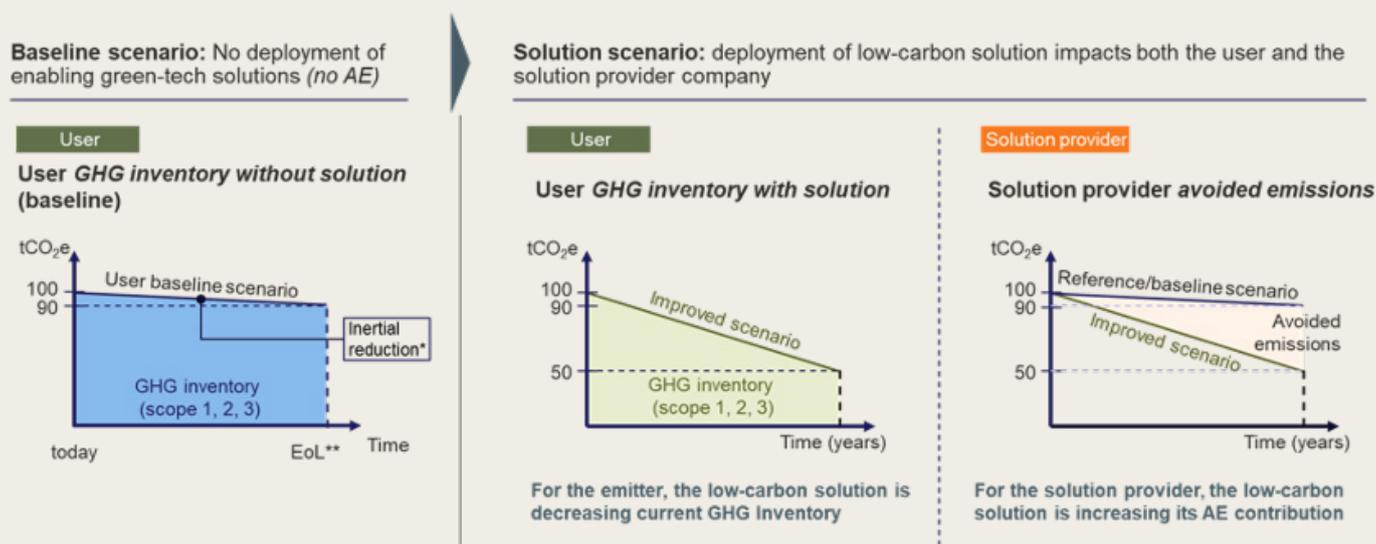 Baseline scenario: No deployment of
enabling green-tech solutions (no AE)
Solution scenario: deployment of low-carbon solution impacts both the user and the
solution provider company
User
User GHG inventory without solution
(baseline)
tCO₂e
100
90
User baseline scenario
Inertial
reduction*
GHG inventory
(scope 1, 2, 3)
today
EoL**
Time
User
User GHG inventory with solution
tCO₂e
100
90
50
Improved scenario
GHG inventory
(scope 1, 2, 3)
Time (years)
For the emitter, the low-carbon solution is
decreasing current GHG Inventory
Solution provider
Solution provider avoided emissions
tCO₂e
100
90
50
Reference/baseline scenario
Improved scenario
Avoided
emissions
Time (years)
For the solution provider, the low-carbon
solution is increasing its AE contribution